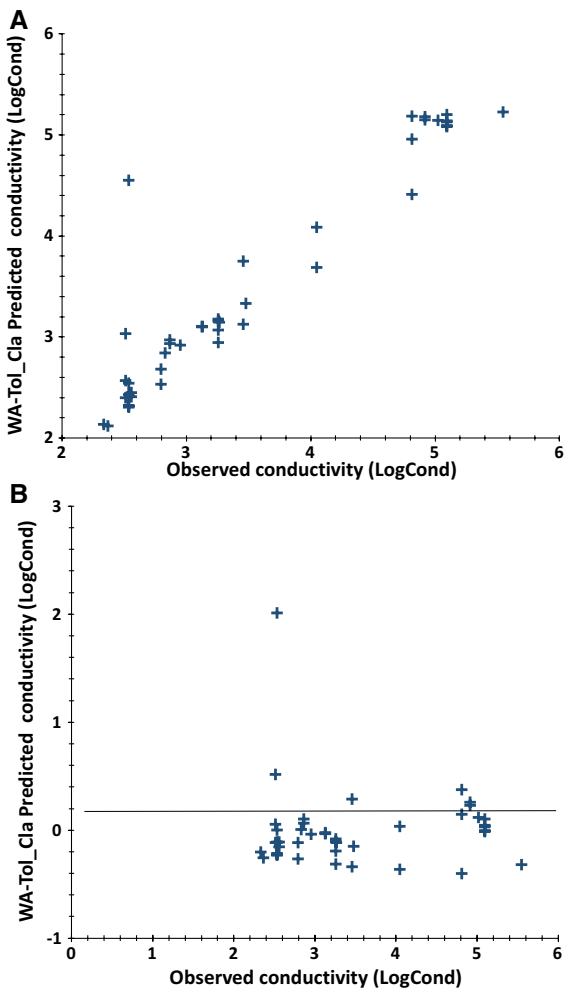 A
WA-Tol_Cla Predicted conductivity (LogCond)
6
5
4
3
2
2 3 4 5 6
Observed conductivity (LogCond)
B
WA-Tol_Cla Predicted conductivity (LogCond)
3
2
1
0
-1
0 1 2 3 4 5 6
Observed conductivity (LogCond)